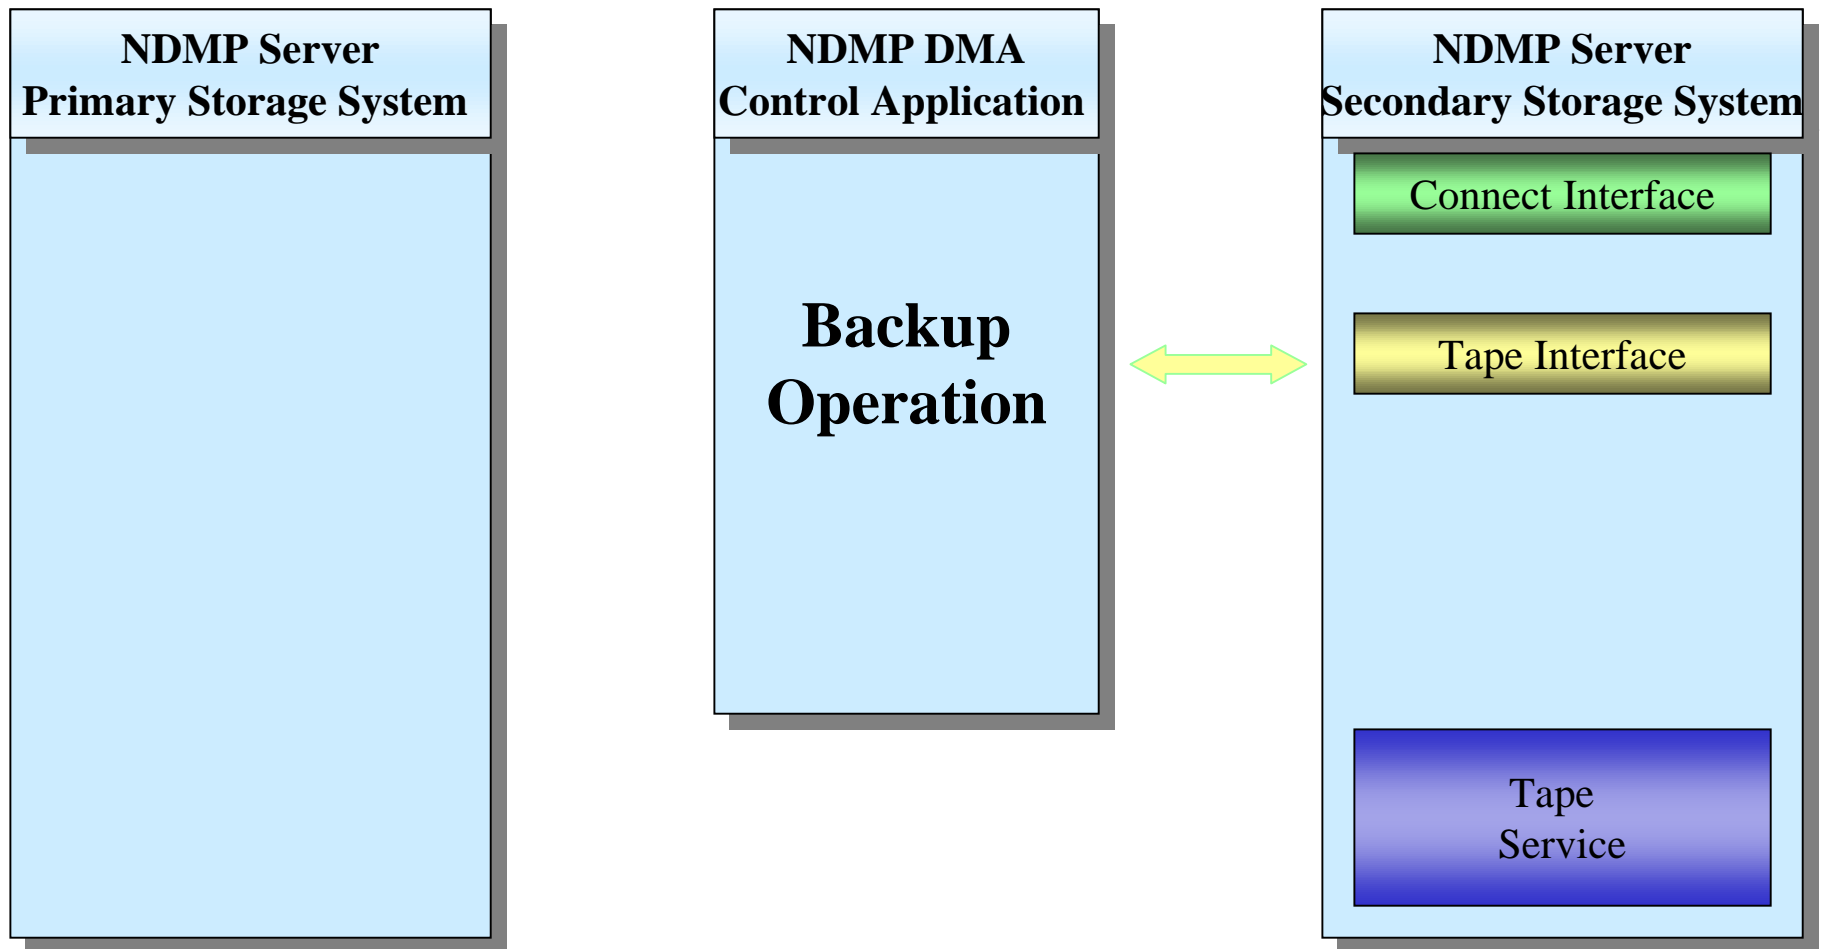 NDMP Server
Primary Storage System
NDMP DMA
Control Application
Backup
Operation
NDMP Server
Secondary Storage System
Connect Interface
Tape Interface
Tape
Service